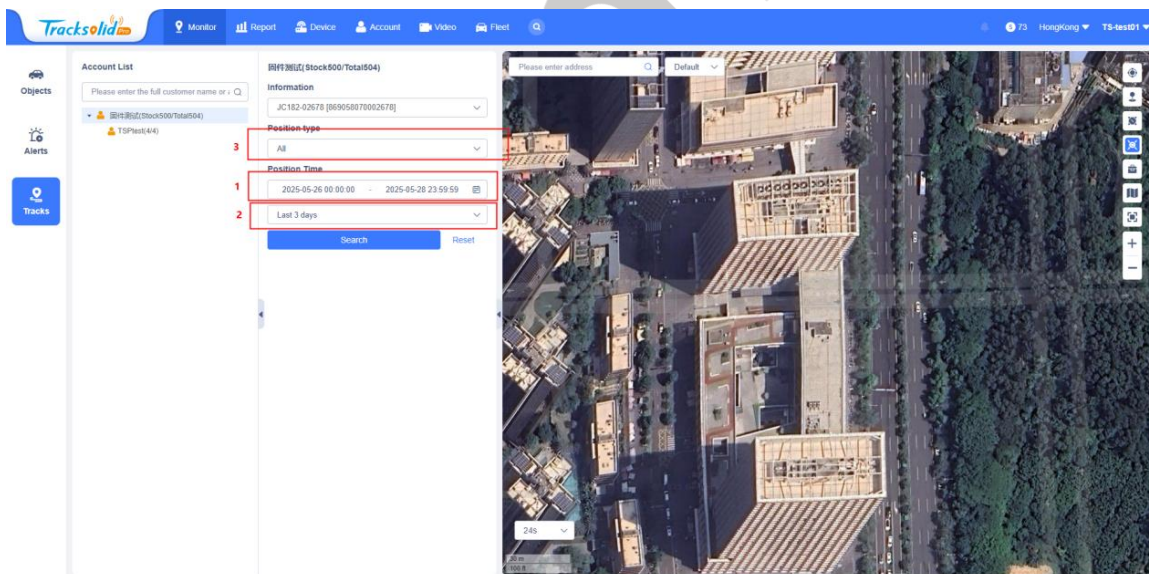 Tracksolid Pro
Monitor
Report
Device
Account
Video
Fleet
73
HongKong
TS-test01
Objects
Alerts
Tracks
Account List
Please enter the full customer name or
固件测试(Stock500/Total504)
TSPtest(4/4)
固件测试(Stock500/Total504)
Information
JC182-02678 [869058070002678]
Position type
3
All
Position Time
1
2025-05-26 00:00:00 - 2025-05-28 23:59:59
2
Last 3 days
Search
Reset
Please enter address
Default
24s
100 ft